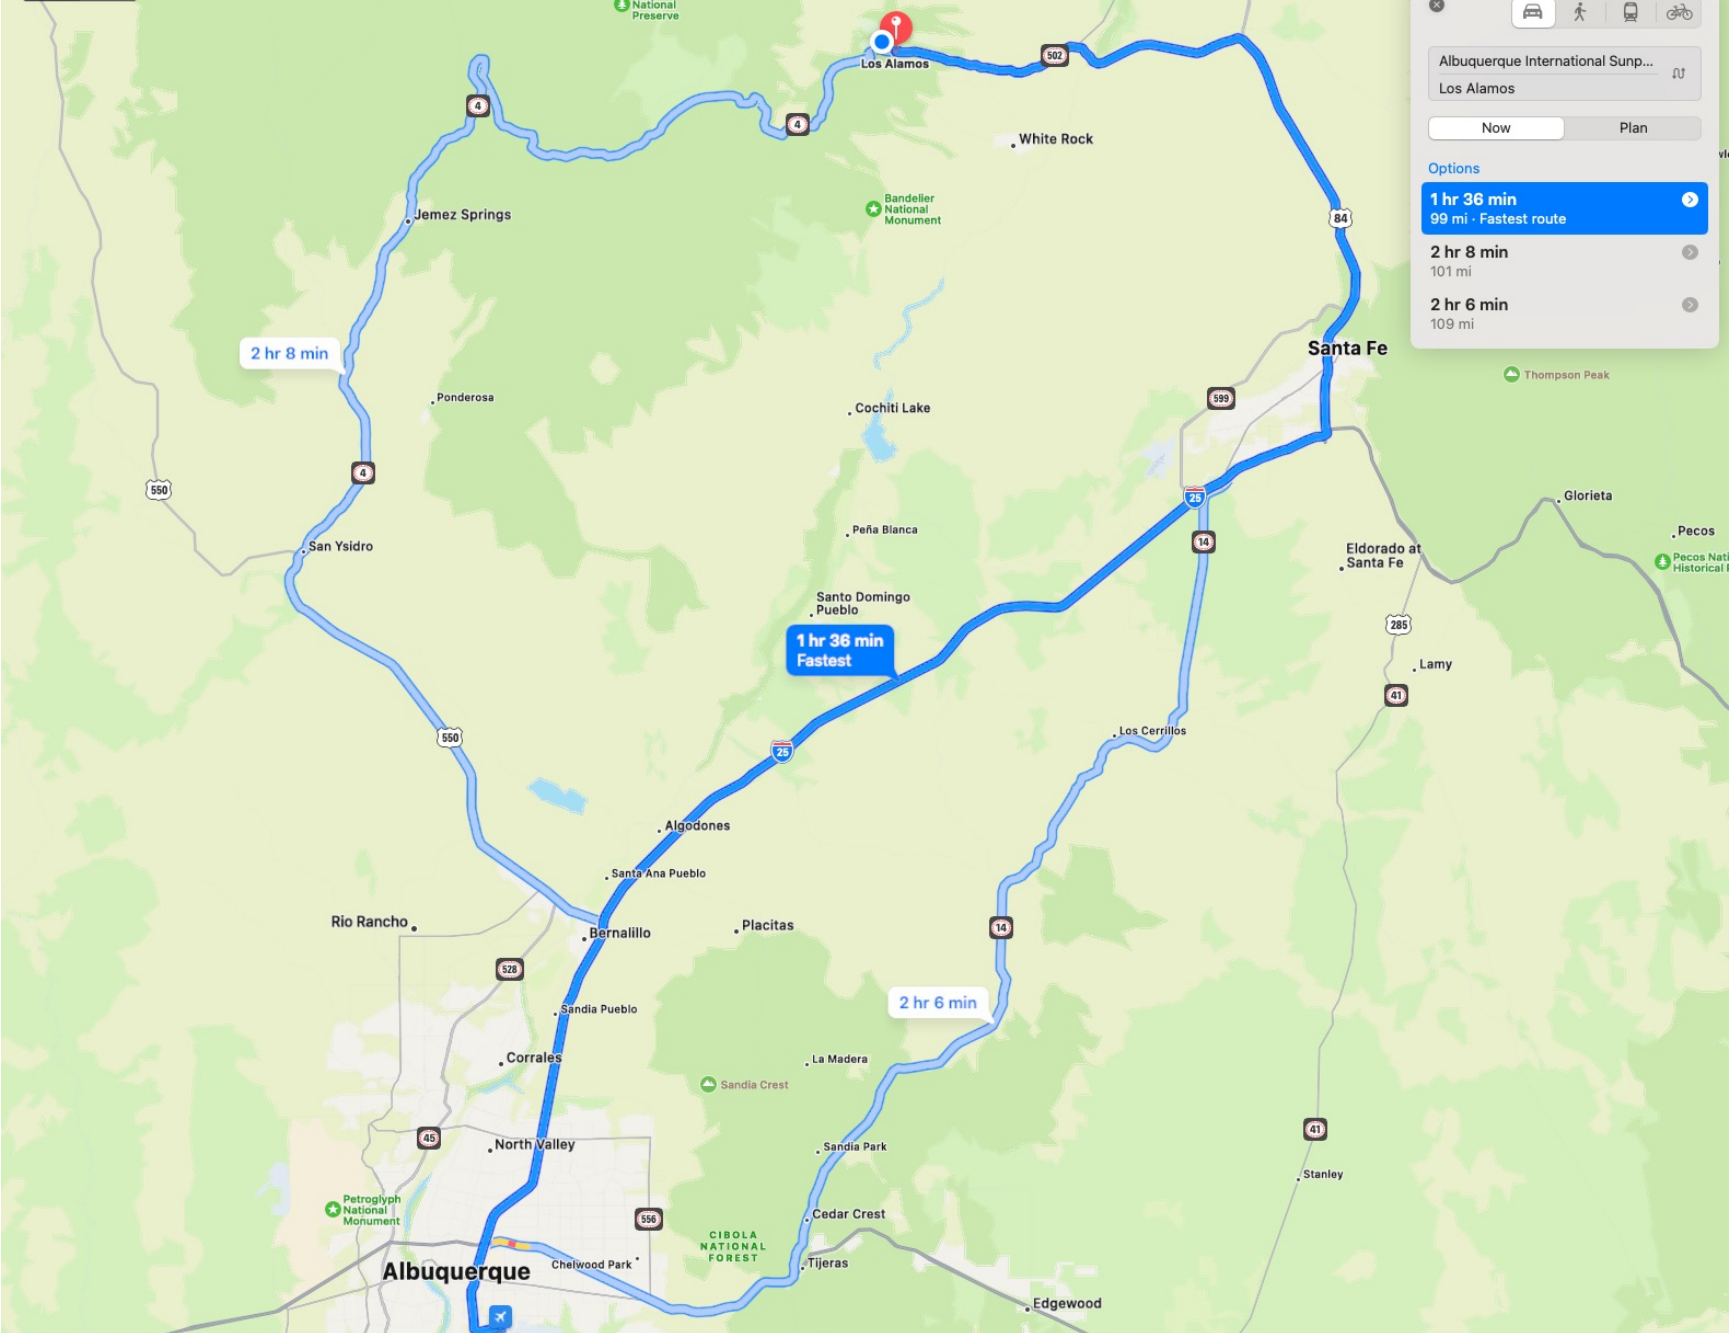 National
Preserve
502
Los Alamos
4
4
White Rock
Bandelier
National
Monument
Jemez Springs
84
2 hr 8 min
Santa Fe
Ponderosa
599
Cochiti Lake
4
550
25
Glorieta
Peña Blanca
14
Pecos
San Ysidro
Eldorado at
Santa Fe
Pecos Nati
Historical
Santo Domingo
Pueblo
285
1 hr 36 min
Fastest
Lamy
41
550
Los Cerrillos
25
Algodones
Santa Ana Pueblo
Rio Rancho
Bernalillo
Placitas
14
528
2 hr 6 min
Sandia Pueblo
Corrales
La Madera
Sandia Crest
45
North Valley
Sandia Park
41
Stanley
Petroglyph
National
Monument
556
Cedar Crest
CIBOLA
NATIONAL
FOREST
Albuquerque
Chelwood Park
Tijeras
Edgewood
Thompson Peak
Albuquerque International Sunp...
Los Alamos
Now
Plan
Options
1 hr 36 min
99 mi · Fastest route
2 hr 8 min
101 mi
2 hr 6 min
109 mi